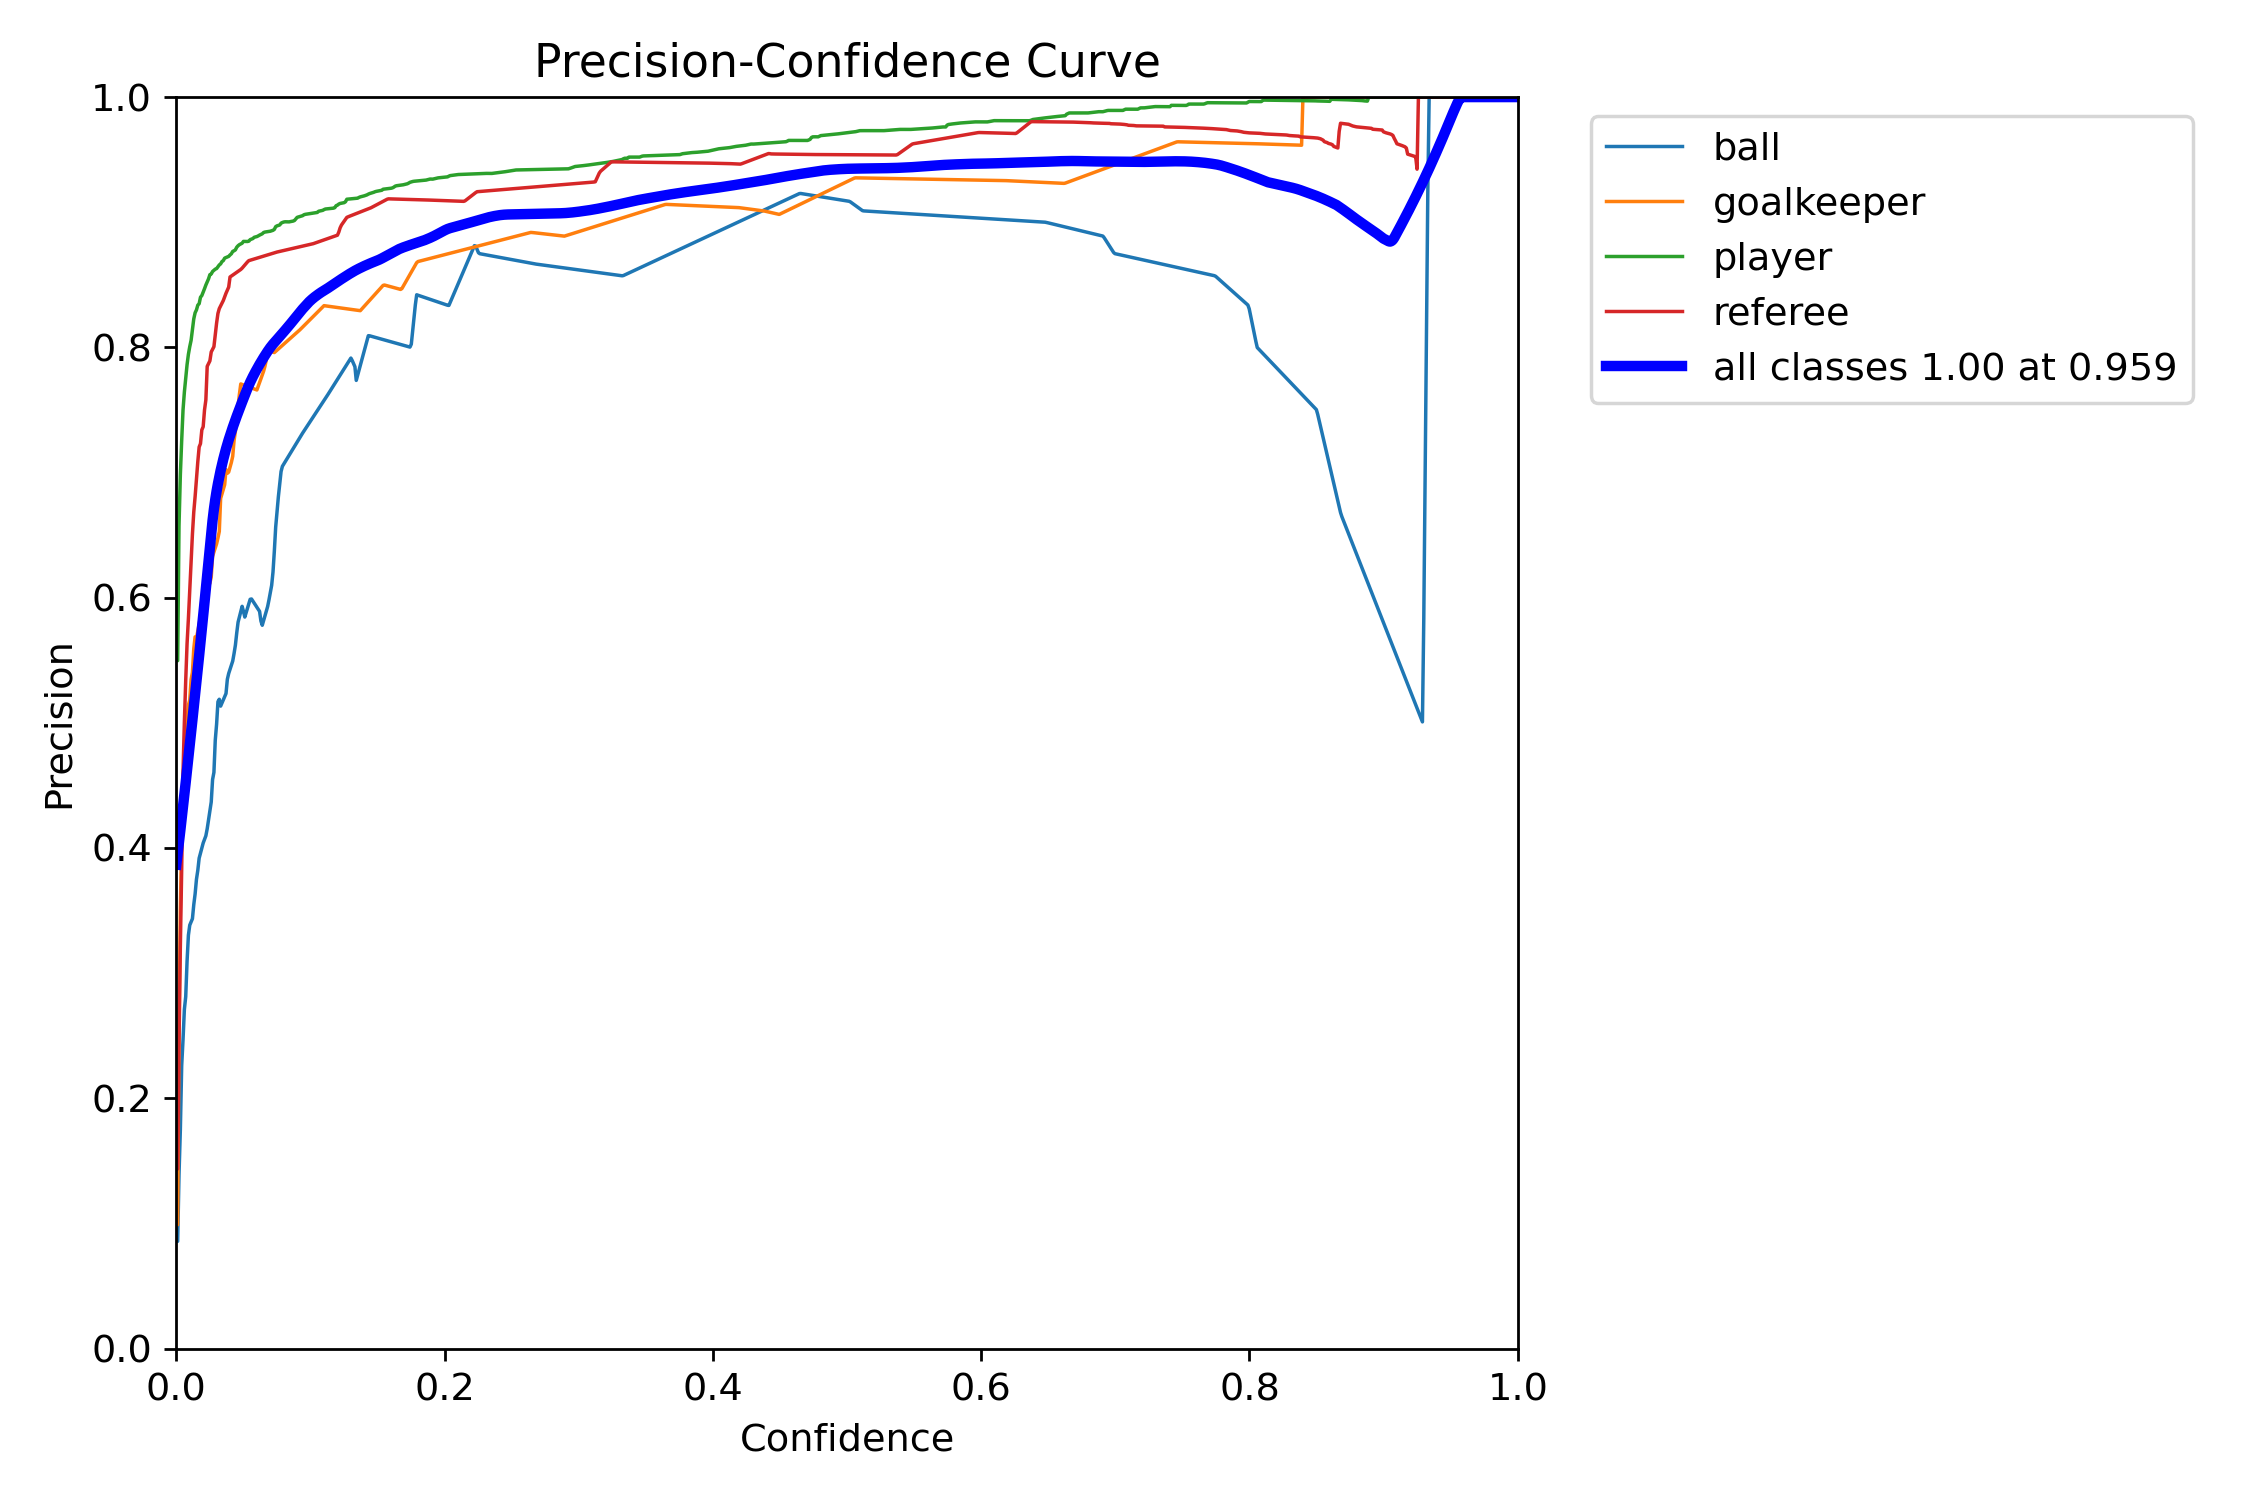 Precision-Confidence Curve
1.0
0.8
0.6
0.4
0.2
0.0
Precision
0.0 0.2 0.4 0.6 0.8 1.0
Confidence
ball
goalkeeper
player
referee
all classes 1.00 at 0.959